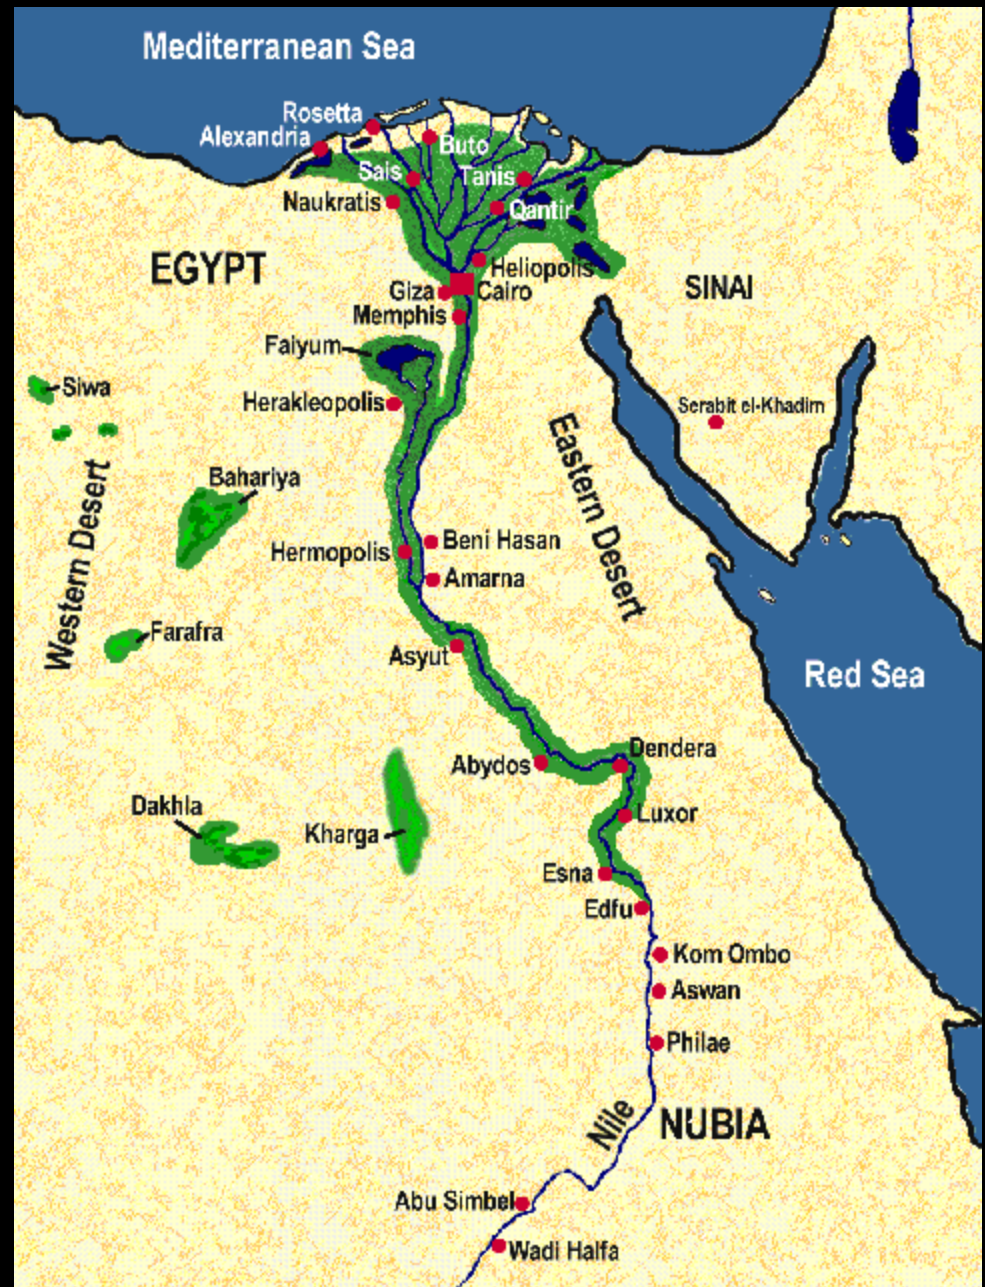 Mediterranean Sea
Rosetta
Alexandria
Buto
Sais
Tanis
Naukratis
Qantir
EGYPT
Heliopolis
SINAI
Giza
Cairo
Memphis
Faiyum
Siwa
Herakleopolis
Serabit el-Khadim
Eastern Desert
Western Desert
Bahariya
Beni Hasan
Hermopolis
Amarna
Farafra
Asyut
Red Sea
Dendera
Abydos
Dakhla
Luxor
Kharga
Esna
Edfu
Kom Ombo
Aswan
Philae
Nile
NUBIA
Abu Simbel
Wadi Halfa